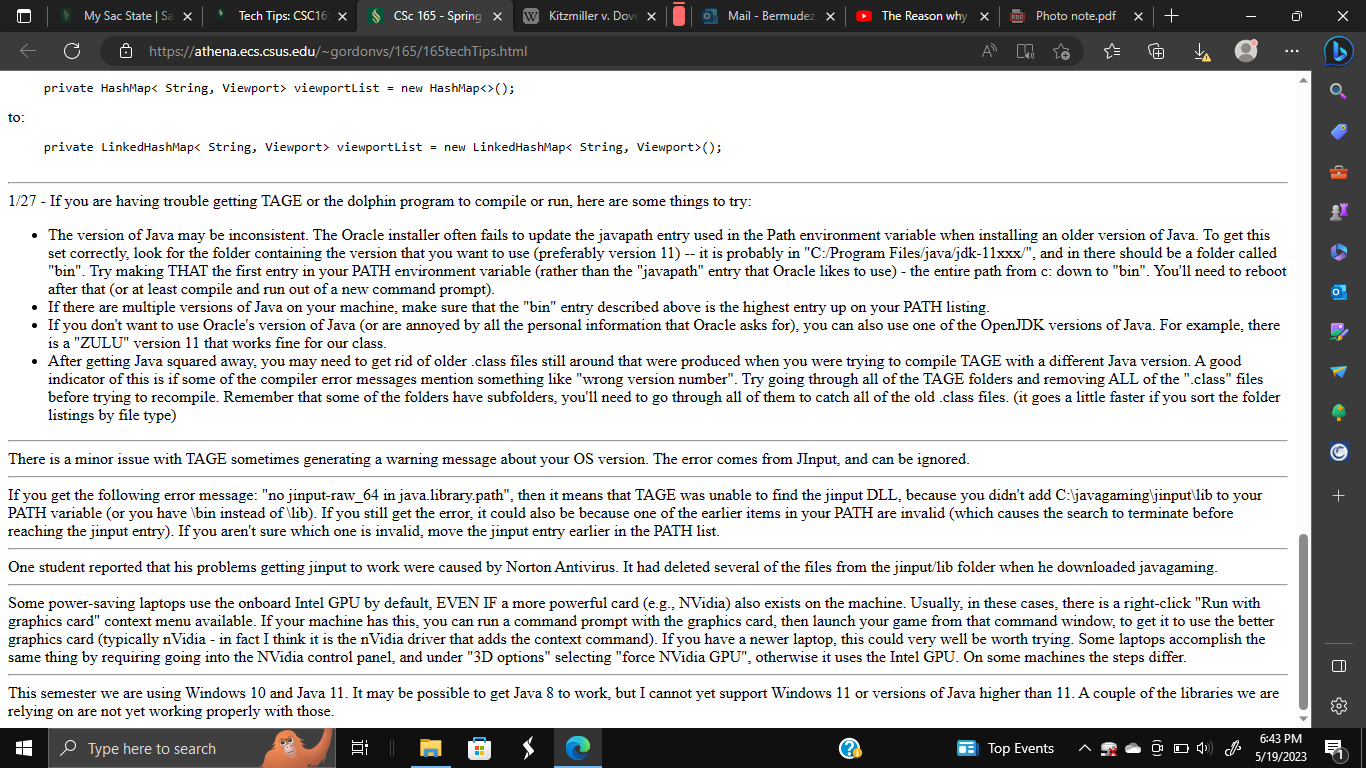 My Sac State | Sa
Tech Tips: CSC16
CSc 165 - Spring
Kitzmiller v. Dove
Mail - Bermudez,
The Reason why
Photo note.pdf
https://athena.ecs.csus.edu/~gordonvs/165/165techTips.html
private HashMap< String, Viewport> viewportList = new HashMap<>();
to:
private LinkedHashMap< String, Viewport> viewportList = new LinkedHashMap< String, Viewport>();
1/27 - If you are having trouble getting TAGE or the dolphin program to compile or run, here are some things to try:
• The version of Java may be inconsistent. The Oracle installer often fails to update the javapath entry used in the Path environment variable when installing an older version of Java. To get this
set correctly, look for the folder containing the version that you want to use (preferably version 11) -- it is probably in "C:/Program Files/java/jdk-11xxx/", and in there should be a folder called
"bin". Try making THAT the first entry in your PATH environment variable (rather than the "javapath" entry that Oracle likes to use) - the entire path from c: down to "bin". You'll need to reboot
after that (or at least compile and run out of a new command prompt).
• If there are multiple versions of Java on your machine, make sure that the "bin" entry described above is the highest entry up on your PATH listing.
• If you don't want to use Oracle's version of Java (or are annoyed by all the personal information that Oracle asks for), you can also use one of the OpenJDK versions of Java. For example, there
is a "ZULU" version 11 that works fine for our class.
• After getting Java squared away, you may need to get rid of older .class files still around that were produced when you were trying to compile TAGE with a different Java version. A good
indicator of this is if some of the compiler error messages mention something like "wrong version number". Try going through all of the TAGE folders and removing ALL of the ".class" files
before trying to recompile. Remember that some of the folders have subfolders, you'll need to go through all of them to catch all of the old .class files. (it goes a little faster if you sort the folder
listings by file type)
There is a minor issue with TAGE sometimes generating a warning message about your OS version. The error comes from JInput, and can be ignored.
If you get the following error message: "no jinput-raw_64 in java.library.path", then it means that TAGE was unable to find the jinput DLL, because you didn't add C:\javagaming\jinput\lib to your
PATH variable (or you have \bin instead of \lib). If you still get the error, it could also be because one of the earlier items in your PATH are invalid (which causes the search to terminate before
reaching the jinput entry). If you aren't sure which one is invalid, move the jinput entry earlier in the PATH list.
One student reported that his problems getting jinput to work were caused by Norton Antivirus. It had deleted several of the files from the jinput/lib folder when he downloaded javagaming.
Some power-saving laptops use the onboard Intel GPU by default, EVEN IF a more powerful card (e.g., NVidia) also exists on the machine. Usually, in these cases, there is a right-click "Run with
graphics card" context menu available. If your machine has this, you can run a command prompt with the graphics card, then launch your game from that command window, to get it to use the better
graphics card (typically nVidia - in fact I think it is the nVidia driver that adds the context command). If you have a newer laptop, this could very well be worth trying. Some laptops accomplish the
same thing by requiring going into the NVidia control panel, and under "3D options" selecting "force NVidia GPU", otherwise it uses the Intel GPU. On some machines the steps differ.
This semester we are using Windows 10 and Java 11. It may be possible to get Java 8 to work, but I cannot yet support Windows 11 or versions of Java higher than 11. A couple of the libraries we are
relying on are not yet working properly with those.
Type here to search
Top Events
6:43 PM
5/19/2023
1